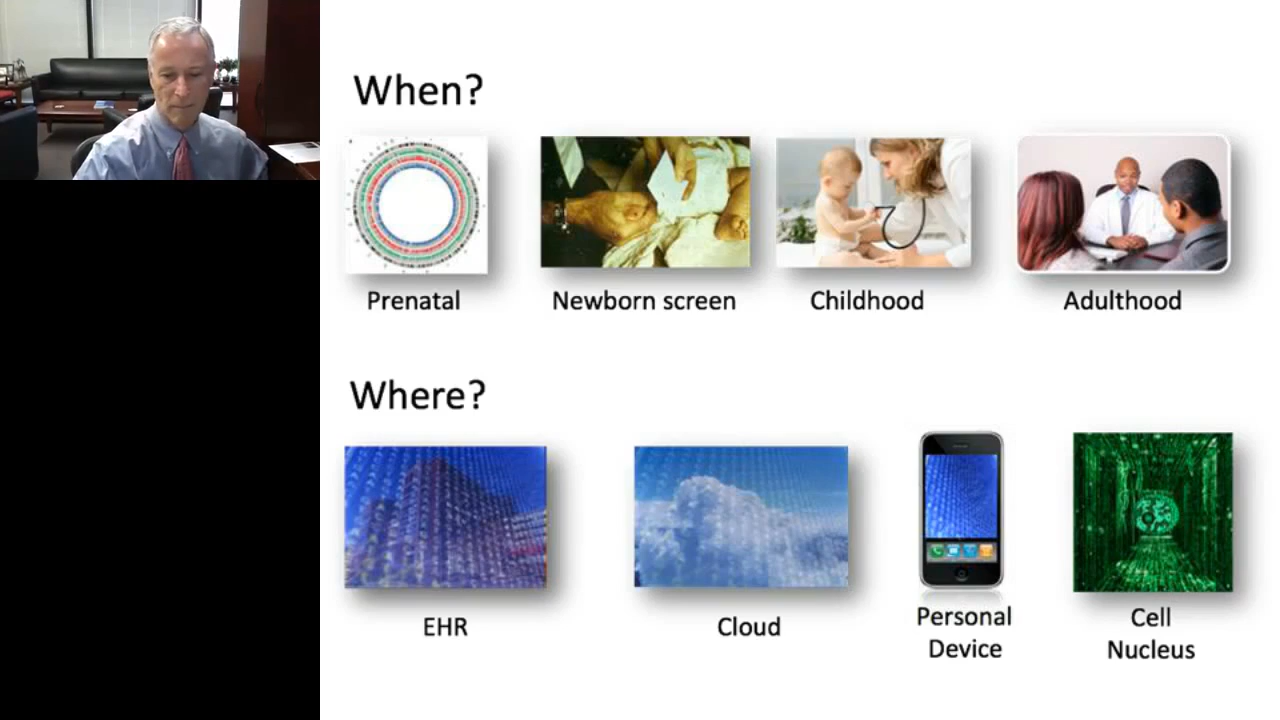 When?
Prenatal
Newborn screen
Childhood
Adulthood
Where?
EHR
Cloud
Personal
Device
Cell
Nucleus